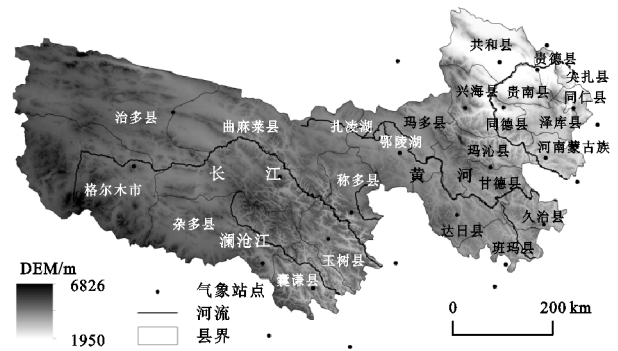 共和县
贵德县
尖扎县
兴海县
贵南县
同仁县
治多县
曲麻莱县
扎凌湖
玛多县
同德县
泽库县
鄂陵湖
玛沁县
河南蒙古族
格尔木市
长 江
称多县
黄 河
甘德县
杂多县
久治县
澜沧江
达日县
玉树县
班玛县
囊谦县
DEM/m
6826
1950
气象站点
河流
县界
0 200 km